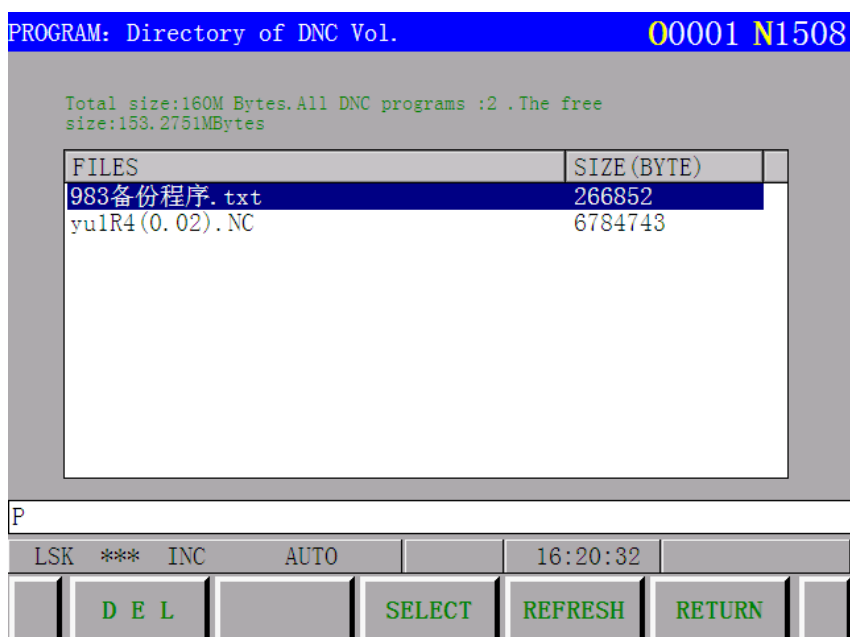 PROGRAM: Directory of DNC Vol. O0001 N1508
Total size:160M Bytes.All DNC programs :2 .The free
size:153.2751MBytes
FILES SIZE(BYTE)
983备份程序.txt 266852
yu1R4(0.02).NC 6784743
P
LSK *** INC AUTO 16:20:32
D E L SELECT REFRESH RETURN